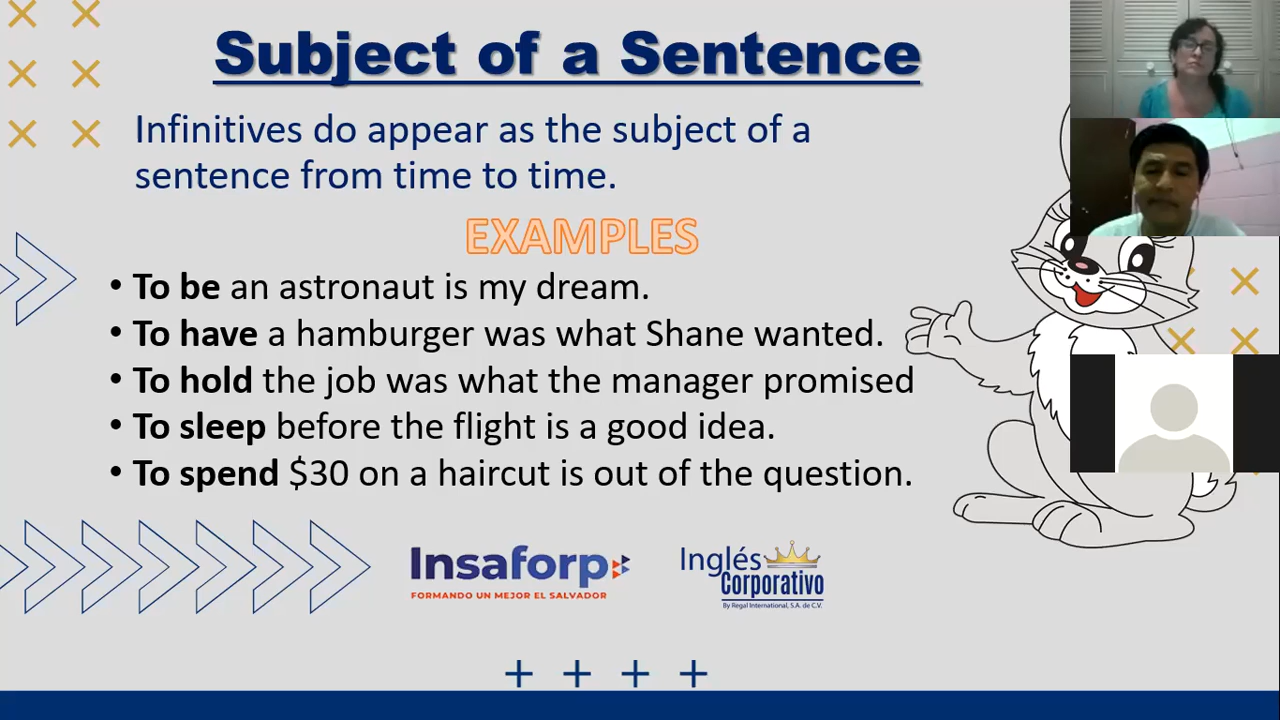 Subject of a Sentence
Infinitives do appear as the subject of a
sentence from time to time.
EXAMPLES
• To be an astronaut is my dream.
• To have a hamburger was what Shane wanted.
• To hold the job was what the manager promised
• To sleep before the flight is a good idea.
• To spend $30 on a haircut is out of the question.
Insaforp
FORMANDO UN MEJOR EL SALVADOR
Inglés
Corporativo
By Regal International, S.A. de C.V.